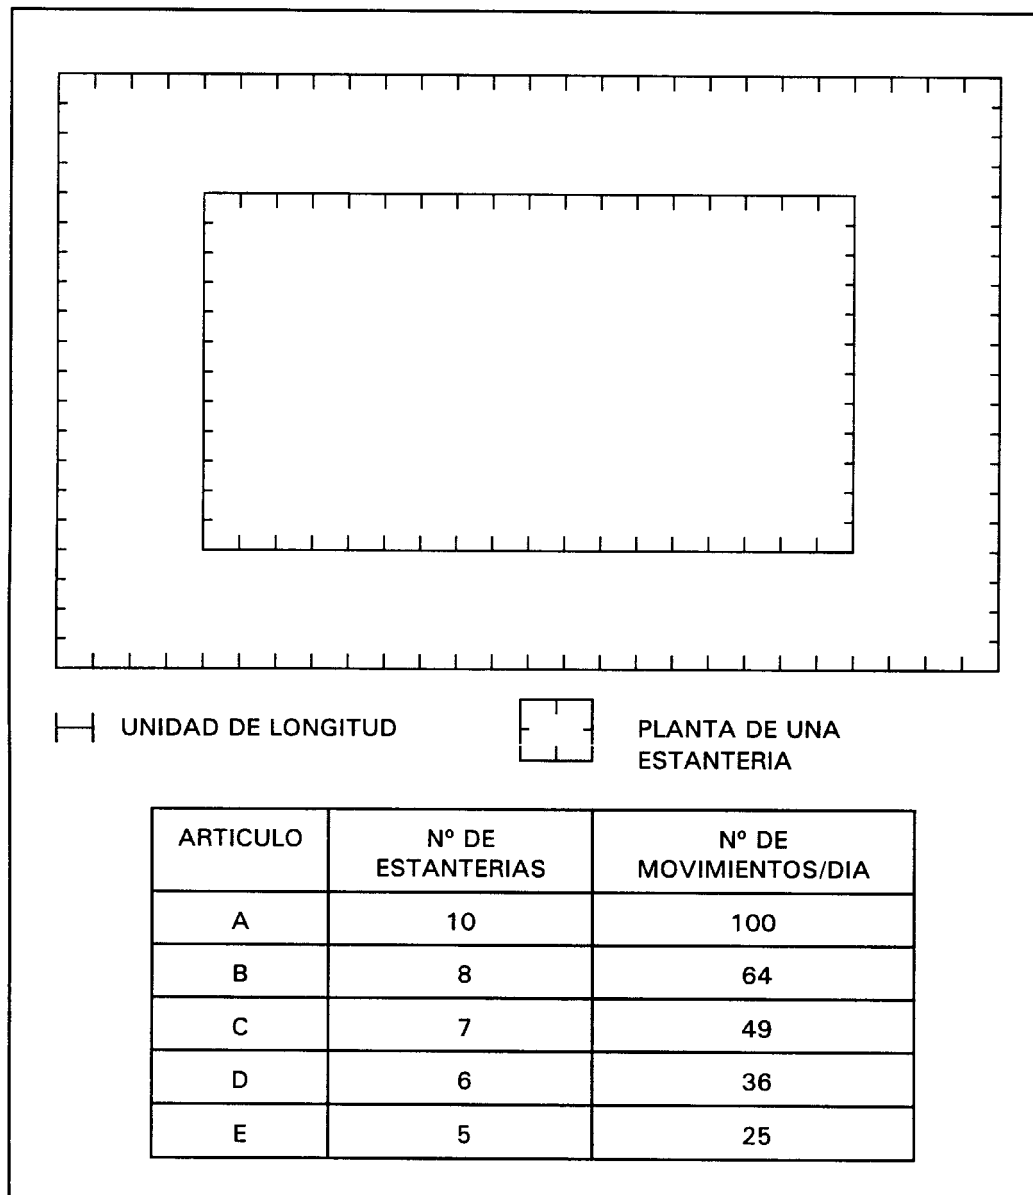 UNIDAD DE LONGITUD
PLANTA DE UNA
ESTANTERIA
ARTICULO
Nº DE
ESTANTERIAS
Nº DE
MOVIMIENTOS/DIA
A 10 100
B 8 64
C 7 49
D 6 36
E 5 25